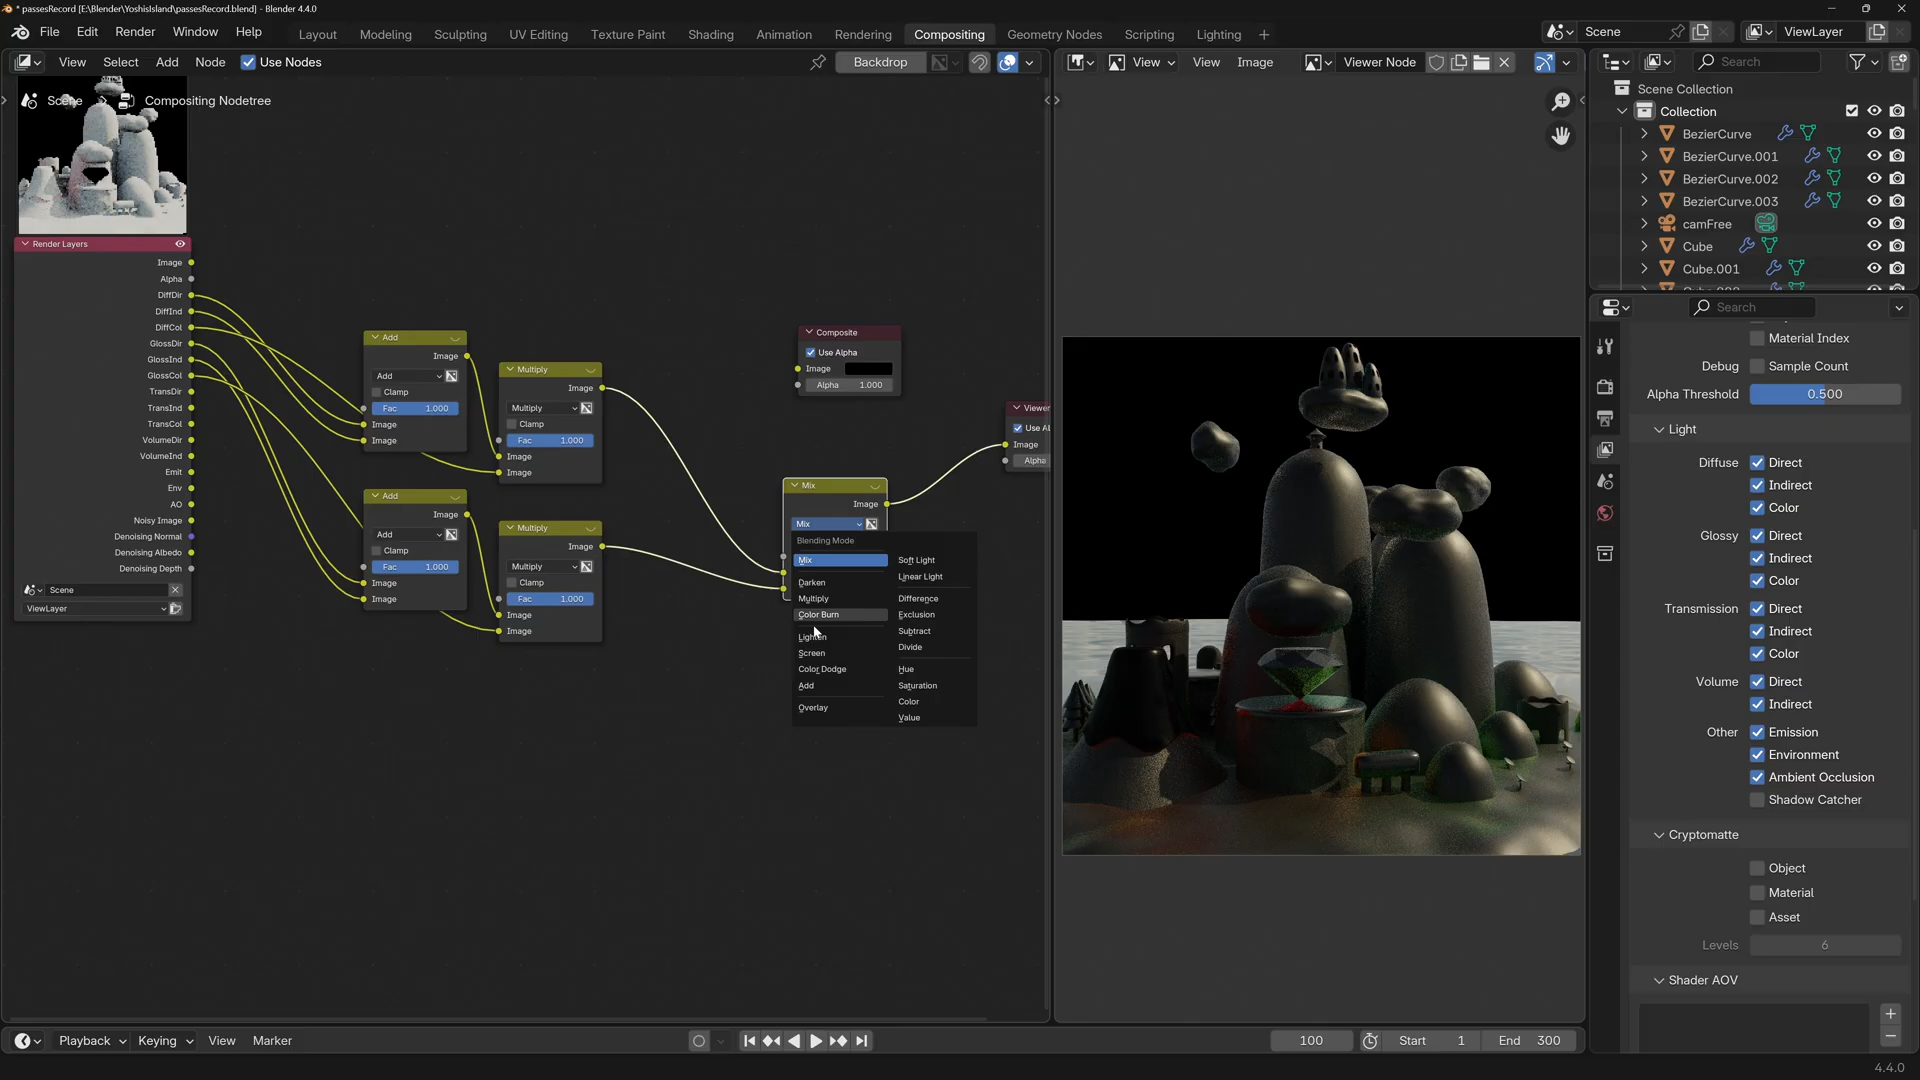 * passesRecord [E:\Blender\YoshisIsland\passesRecord.blend] - Blender 4.4.0
File Edit Render Window Help
Layout Modeling Sculpting UV Editing Texture Paint Shading Animation Compositing Rendering Geometry Nodes Scripting Lighting
Scene
ViewLayer
View Select Add Node Use Nodes
Backdrop
Scene
Compositing Nodetree
Render Layers
Image
Alpha
DiffDir
DiffInd
DiffCol
GlossDir
GlossInd
GlossCol
TransDir
TransInd
TransCol
VolumeDir
VolumeInd
Emit
Env
AO
Noisy Image
Denoising Normal
Denoising Albedo
Denoising Depth
Scene
ViewLayer
Add
Image
Add
Clamp
Fac 1.000
Image
Image
Multiply
Image
Multiply
Clamp
Fac 1.000
Image
Image
Add
Image
Add
Clamp
Fac 1.000
Image
Image
Multiply
Image
Multiply
Clamp
Fac 1.000
Image
Image
Composite
Use Alpha
Image
Alpha 1.000
Viewer
Use Al
Image
Alpha
Mix
Image
Mix
Blending Mode
Mix
Darken
Multiply
Color Burn
Lighten
Screen
Color Dodge
Add
Overlay
Soft Light
Linear Light
Difference
Exclusion
Subtract
Divide
Hue
Saturation
Color
Value
View
View Image
Viewer Node
Search
Scene Collection
Collection
BezierCurve
BezierCurve.001
BezierCurve.002
BezierCurve.003
camFree
Cube
Cube.001
Search
Material Index
Debug Sample Count
Alpha Threshold 0.500
Light
Diffuse Direct
Indirect
Color
Glossy Direct
Indirect
Color
Transmission Direct
Indirect
Color
Volume Direct
Indirect
Other Emission
Environment
Ambient Occlusion
Shadow Catcher
Cryptomatte
Object
Material
Asset
Levels 6
Shader AOV
Playback Keying View Marker
100
Start 1
End 300
4.4.0